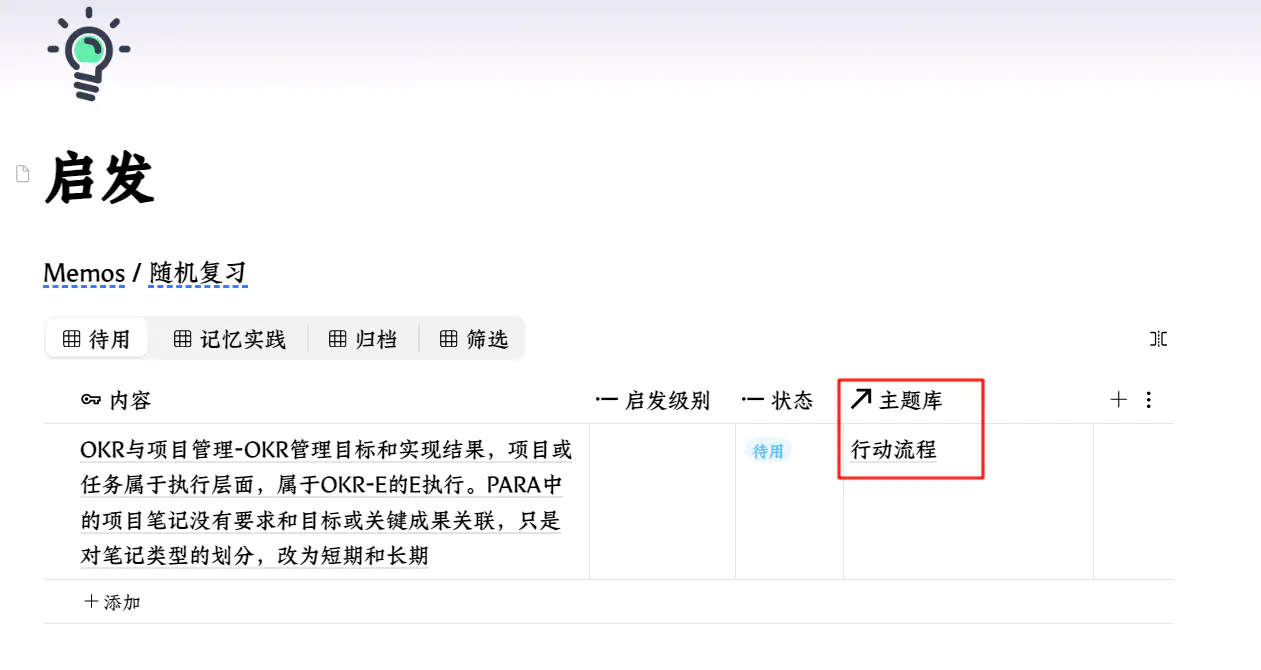 启发
Memos / 随机复习
待用 记忆实践 归档 筛选
内容 启发级别 状态 主题库
OKR与项目管理-OKR管理目标和实现结果，项目或 待用 行动流程
任务属于执行层面，属于OKR-E的E执行。PARA中
的项目笔记没有要求和目标或关键成果关联，只是
对笔记类型的划分，改为短期和长期
+ 添加